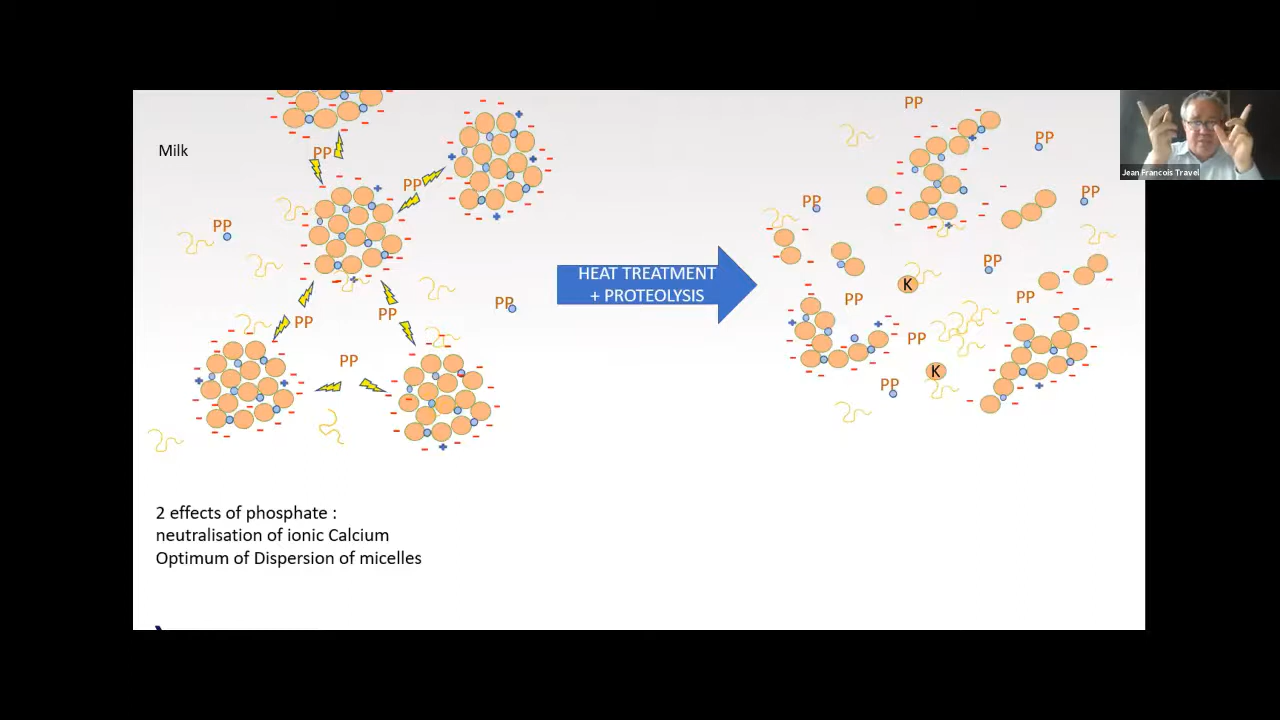 Milk
PP
PP
PP
PP
PP
PP
PP
HEAT TREATMENT
+ PROTEOLYSIS
PP
PP
PP
PP
PP
K
PP
PP
PP
K
PP
2 effects of phosphate :
neutralisation of ionic Calcium
Optimum of Dispersion of micelles
Jean Francois Travel